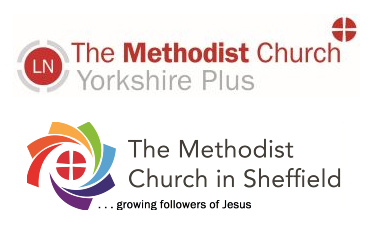 LN
The Methodist Church
Yorkshire Plus
The Methodist
Church in Sheffield
. . . growing followers of Jesus